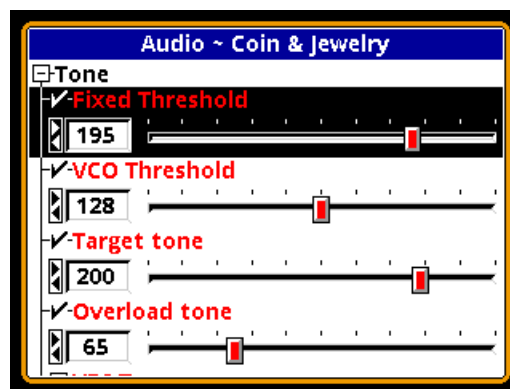 Audio ~ Coin & Jewelry
Tone
Fixed Threshold
195
VCO Threshold
128
Target tone
200
Overload tone
65